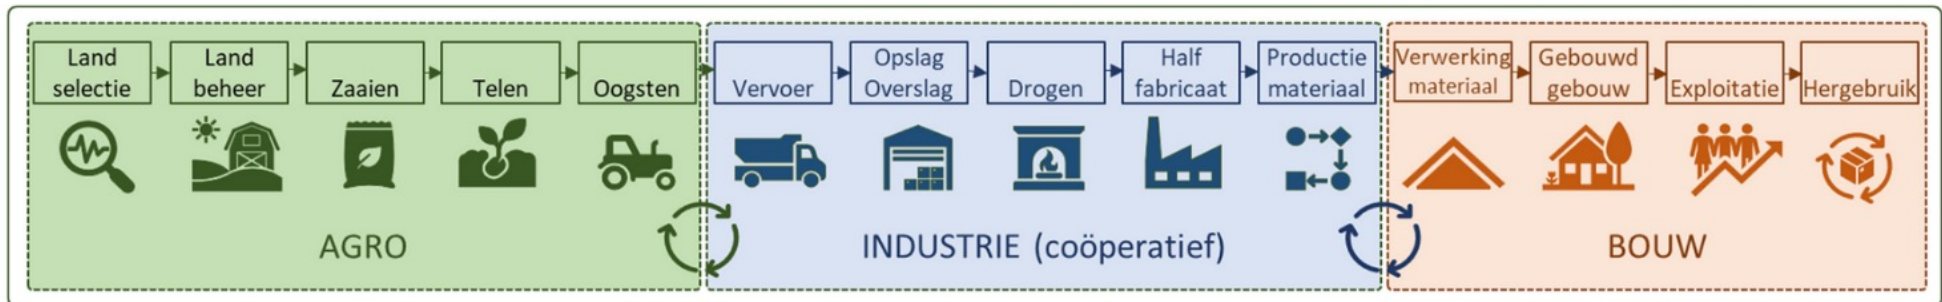 Land
selectie
Land
beheer
Zaaien
Telen
Oogsten
Vervoer
Opslag
Overslag
Drogen
Half
fabricaat
Productie
materiaal
Verwerking
materiaal
Gebouwd
gebouw
Exploitatie
Hergebruik
AGRO
INDUSTRIE (coöperatief)
BOUW